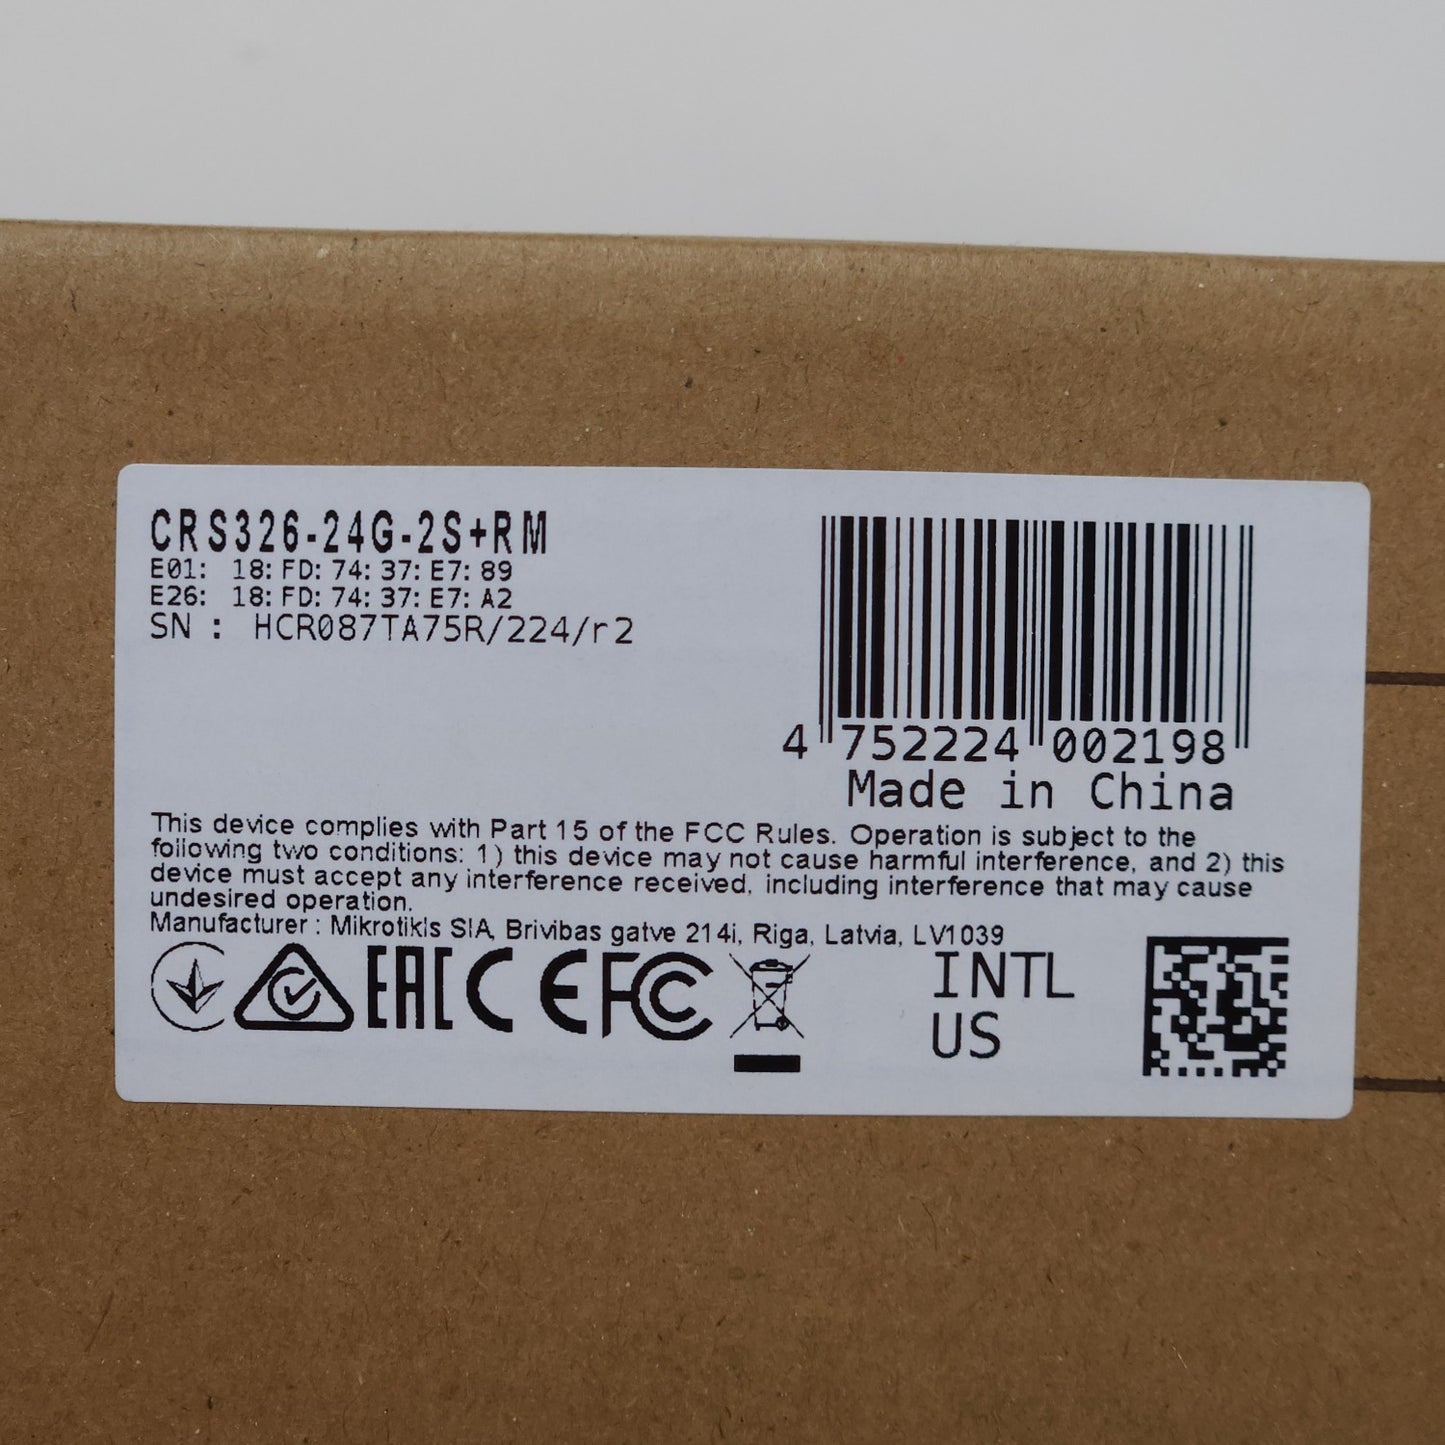 CRS326-24G-2S+RM
E01: 18:FD:74:37:E7:89
E26: 18:FD:74:37:E7:A2
SN : HCR087TA75R/224/r2
4 752224 002198
Made in China
This device complies with Part 15 of the FCC Rules. Operation is subject to the
following two conditions: 1) this device may not cause harmful interference, and 2) this
device must accept any interference received, including interference that may cause
undesired operation.
Manufacturer : Mikrotikls SIA, Brivibas gatve 214i, Riga, Latvia, LV1039
EAC CE FC
INTL
US